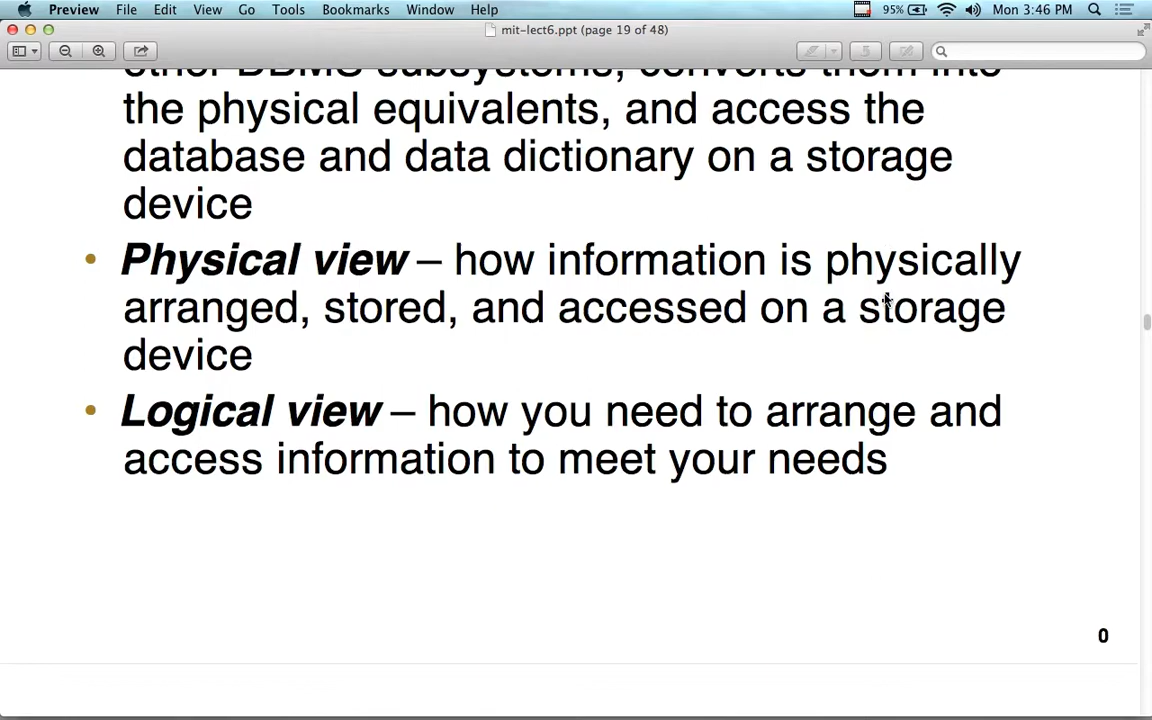 Preview File Edit View Go Tools Bookmarks Window Help 95% Mon 3:46 PM
mit-lect6.ppt (page 19 of 48)
other DBMS subsystems, converts them into
the physical equivalents, and access the
database and data dictionary on a storage
device
• Physical view – how information is physically
arranged, stored, and accessed on a storage
device
• Logical view – how you need to arrange and
access information to meet your needs
0